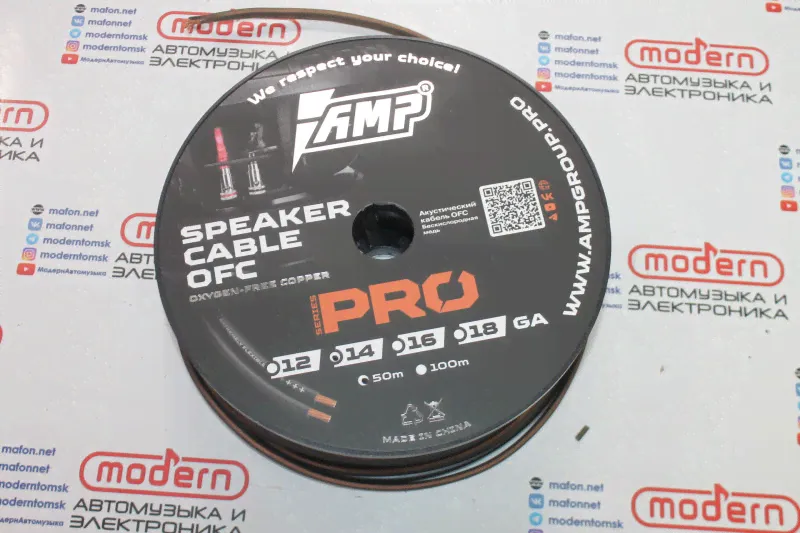 We respect your choice!
AMP®
SPEAKER
CABLE
OFC
OXYGEN-FREE COPPER
Акустический
кабель OFC
Бескислородная
медь
WWW.AMPGROUP.PRO
SERIES
PRO
12 14 16 18 GA
50m 100m
MADE IN CHINA
mafon.net
mafonnet
moderntomsk
МодернАвтомузыка
modern
АВТОМУЗЫКА И
ЭЛЕКТРОНИКА
modern
АВТОМУЗЫКА И
ЭЛЕКТРОНИКА
mafon.net
mafonnet
moderntomsk
МодернАвтомузыка
modern
mafon.net
mafonnet
moderntomsk
modern
АВТОМУЗЫКА И
ЭЛЕКТРОНИКА
mafon.net
mafonnet
moderntomsk
modern
АВТОМУЗЫКА И
ЭЛЕКТРОНИКА